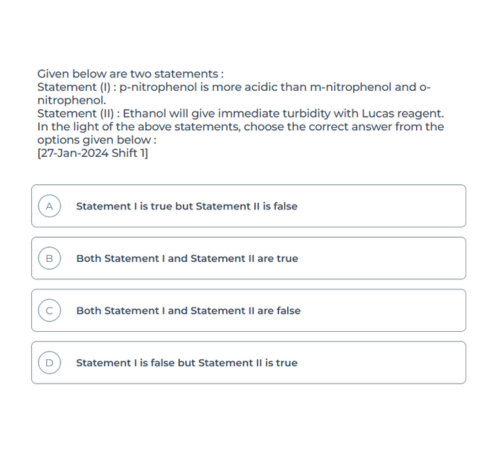 Given below are two statements :
Statement (I) : p-nitrophenol is more acidic than m-nitrophenol and o-
nitrophenol.
Statement (II) : Ethanol will give immediate turbidity with Lucas reagent.
In the light of the above statements, choose the correct answer from the
options given below :
[27-Jan-2024 Shift 1]
A Statement I is true but Statement II is false
B Both Statement I and Statement II are true
C Both Statement I and Statement II are false
D Statement I is false but Statement II is true